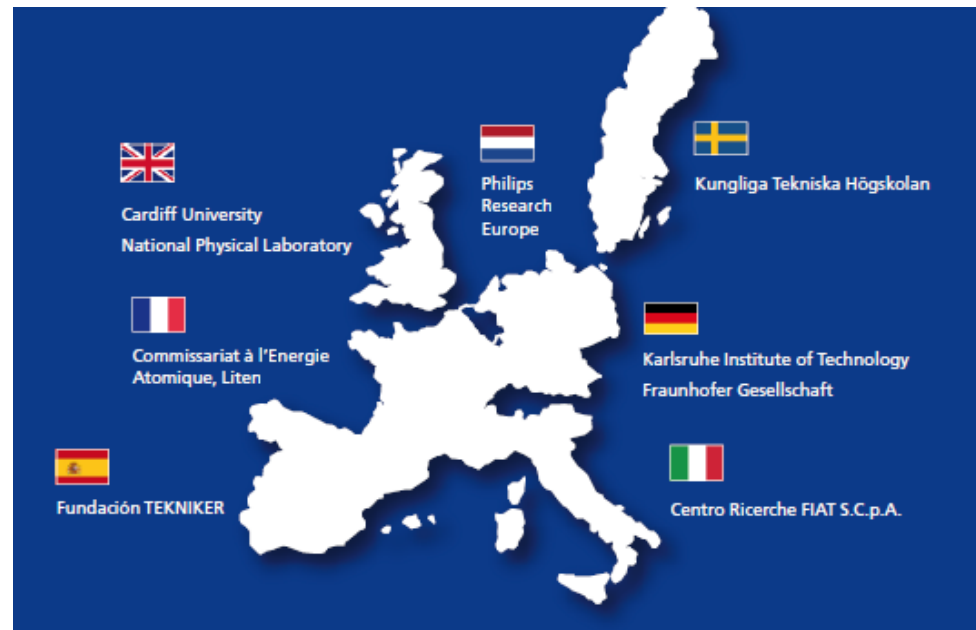 Philips
Research
Europe
Kungliga Tekniska Högskolan
Cardiff University
National Physical Laboratory
Commissariat à l'Energie
Atomique, Liten
Karlsruhe Institute of Technology
Fraunhofer Gesellschaft
Fundación TEKNIKER
Centro Ricerche FIAT S.C.p.A.